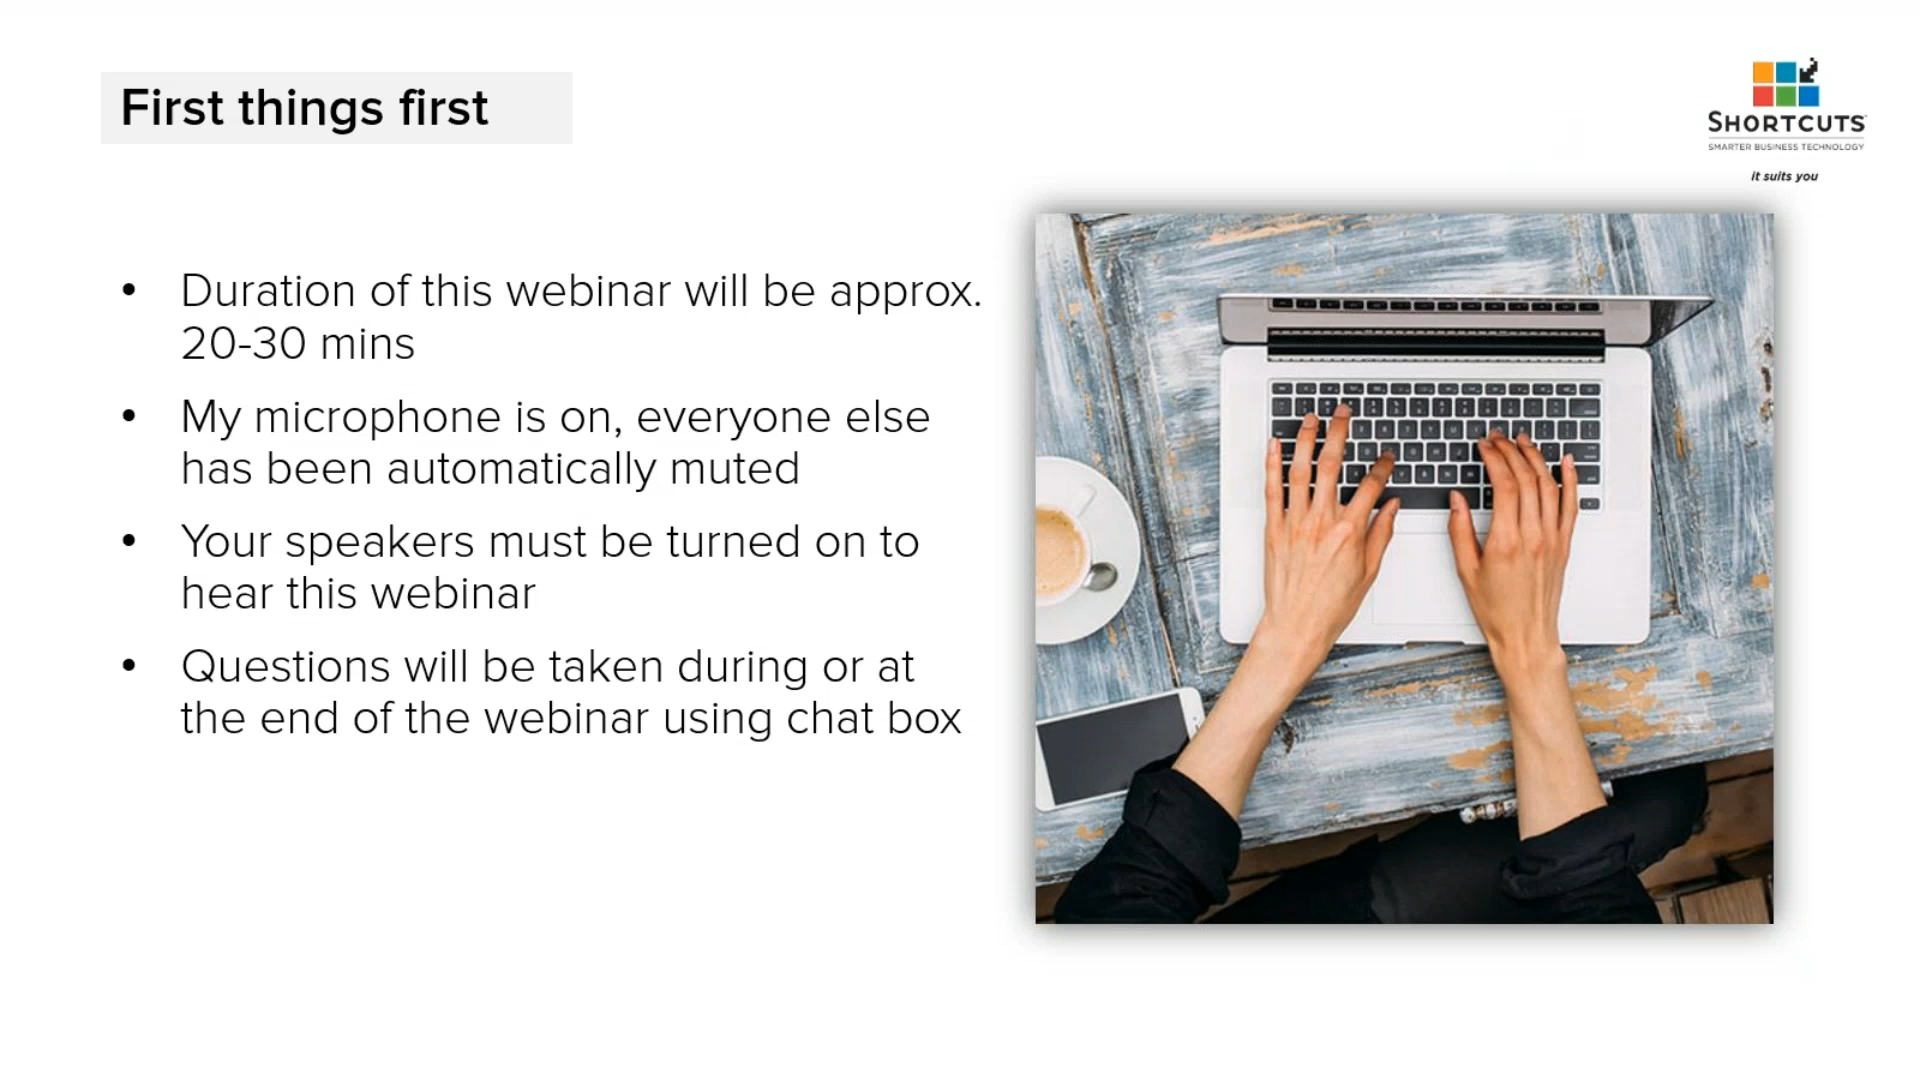 First things first
SHORTCUTS
SMARTER BUSINESS TECHNOLOGY
it suits you
• Duration of this webinar will be approx.
20-30 mins
• My microphone is on, everyone else
has been automatically muted
• Your speakers must be turned on to
hear this webinar
• Questions will be taken during or at
the end of the webinar using chat box